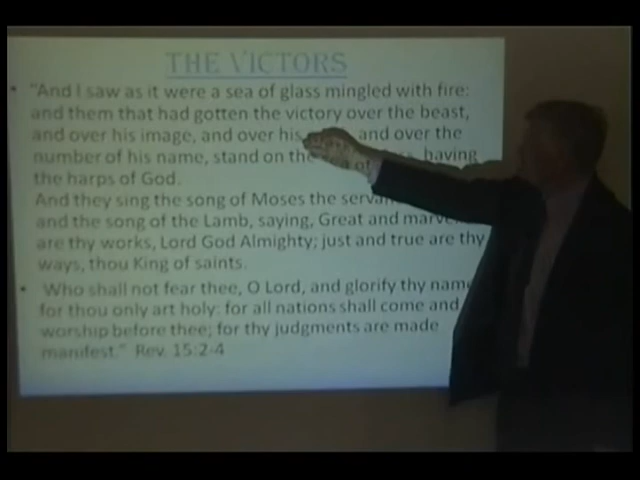 THE VICTORS
• "And I saw as it were a sea of glass mingled with fire:
and them that had gotten the victory over the beast,
and over his image, and over his and over the
number of his name, stand on the of having
the harps of God.
And they sing the song of Moses the
and the song of the Lamb, saying, Great and
are thy works, Lord God Almighty; just and true are thy
ways, thou King of saints.
• Who shall not fear thee, O Lord, and glorify thy name
for thou only art holy: for all nations shall come and
worship before thee; for thy judgments are made
manifest." Rev. 15:2-4